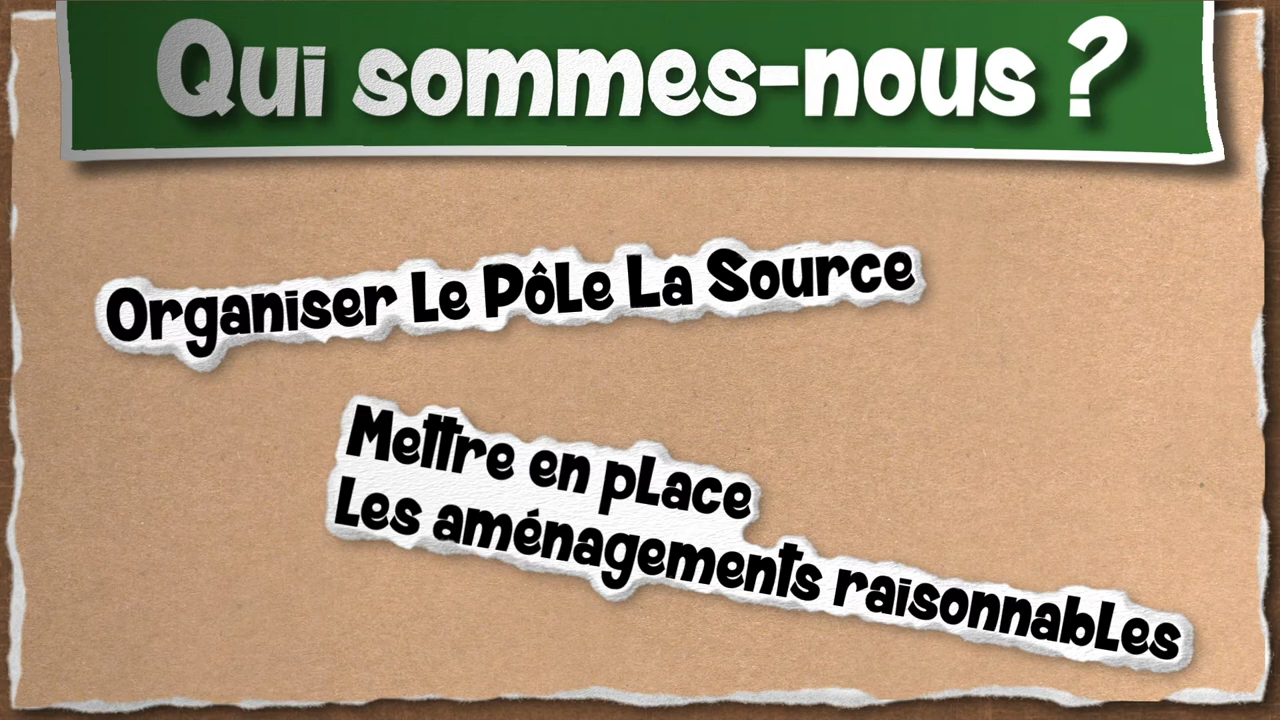 Qui sommes-nous ?
Organiser Le Pôle La Source
Mettre en place
Les aménagements raisonnables